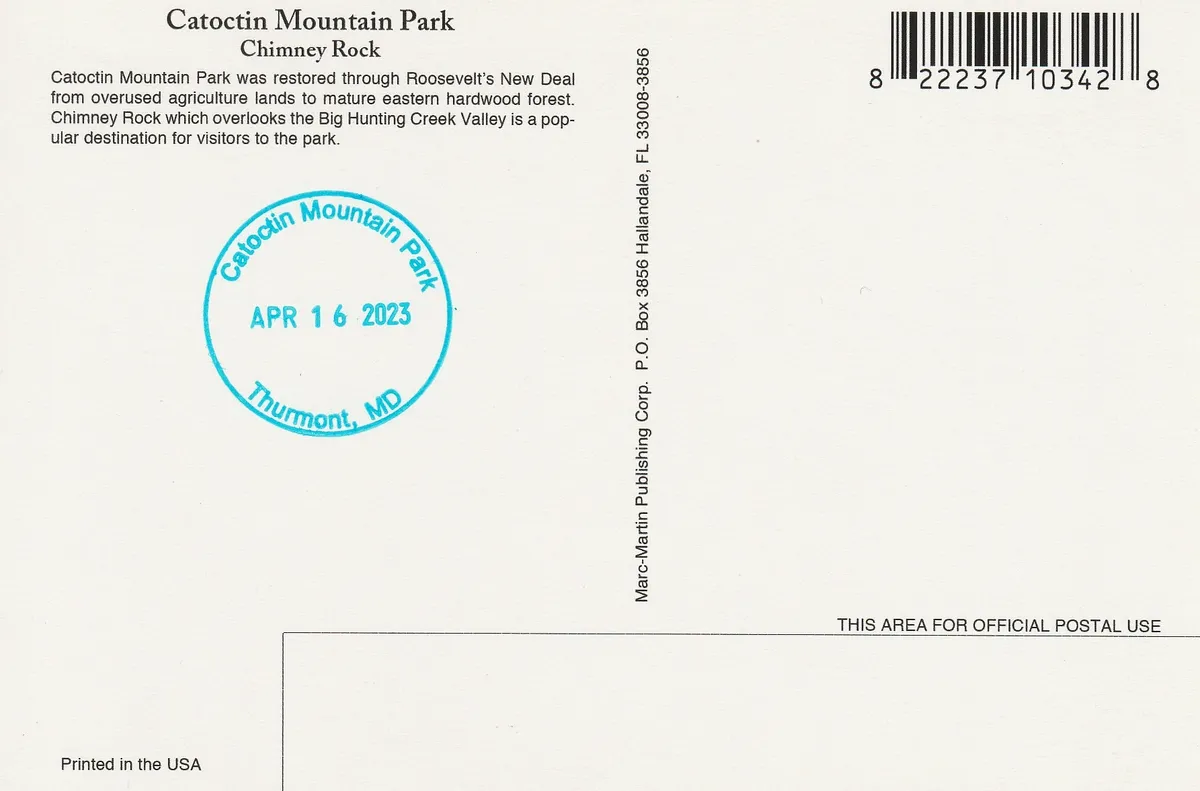 Catoctin Mountain Park
Chimney Rock
Catoctin Mountain Park was restored through Roosevelt's New Deal
from overused agriculture lands to mature eastern hardwood forest.
Chimney Rock which overlooks the Big Hunting Creek Valley is a pop-
ular destination for visitors to the park.
Catoctin Mountain Park
APR 16 2023
Thurmont, MD
Marc-Martin Publishing Corp. P.O. Box 3856 Hallandale, FL 33008-3856
8 22237 10342 8
THIS AREA FOR OFFICIAL POSTAL USE
Printed in the USA